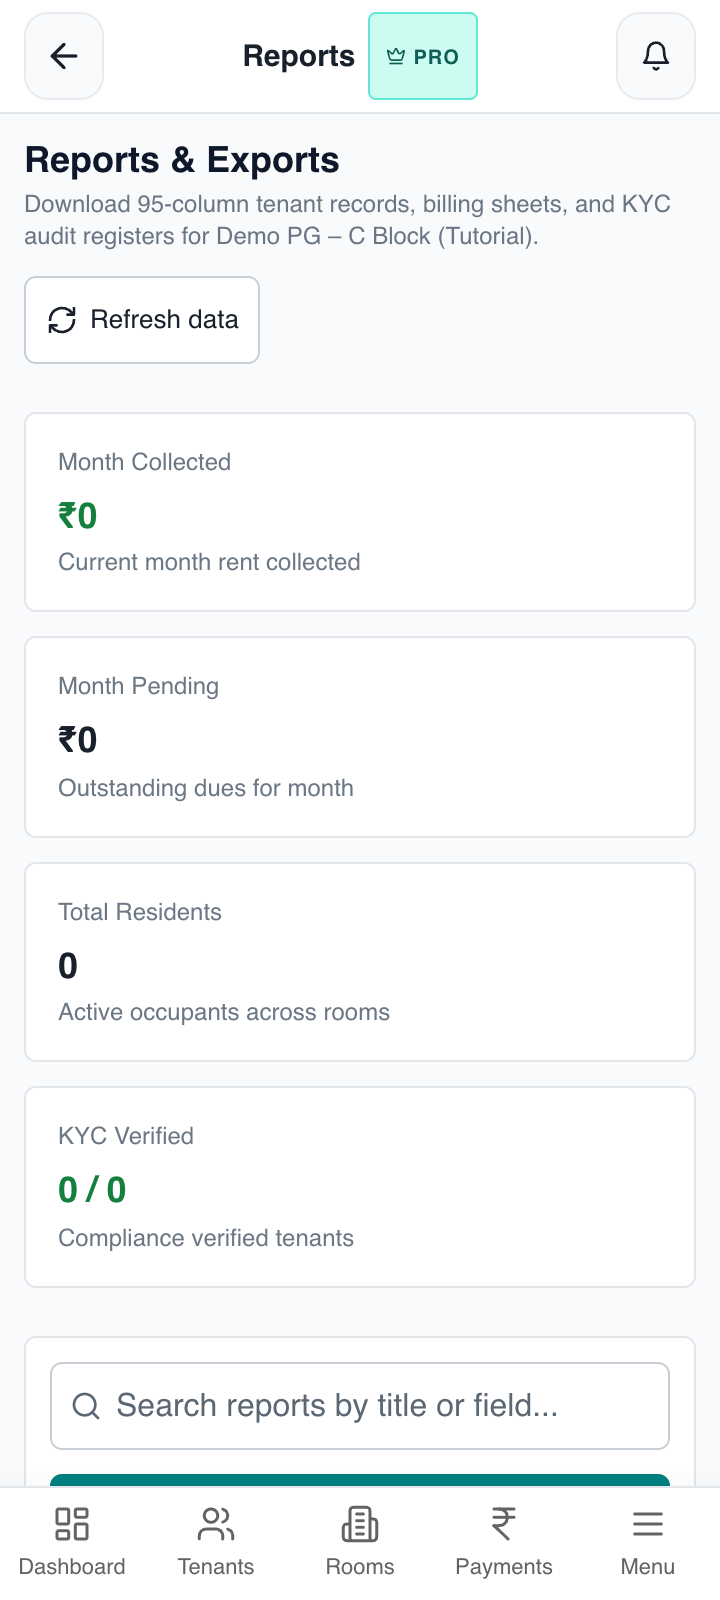 Reports
PRO
Reports & Exports
Download 95-column tenant records, billing sheets, and KYC
audit registers for Demo PG – C Block (Tutorial).
Refresh data
Month Collected
₹0
Current month rent collected
Month Pending
₹0
Outstanding dues for month
Total Residents
0
Active occupants across rooms
KYC Verified
0 / 0
Compliance verified tenants
Search reports by title or field...
Dashboard
Tenants
Rooms
Payments
Menu